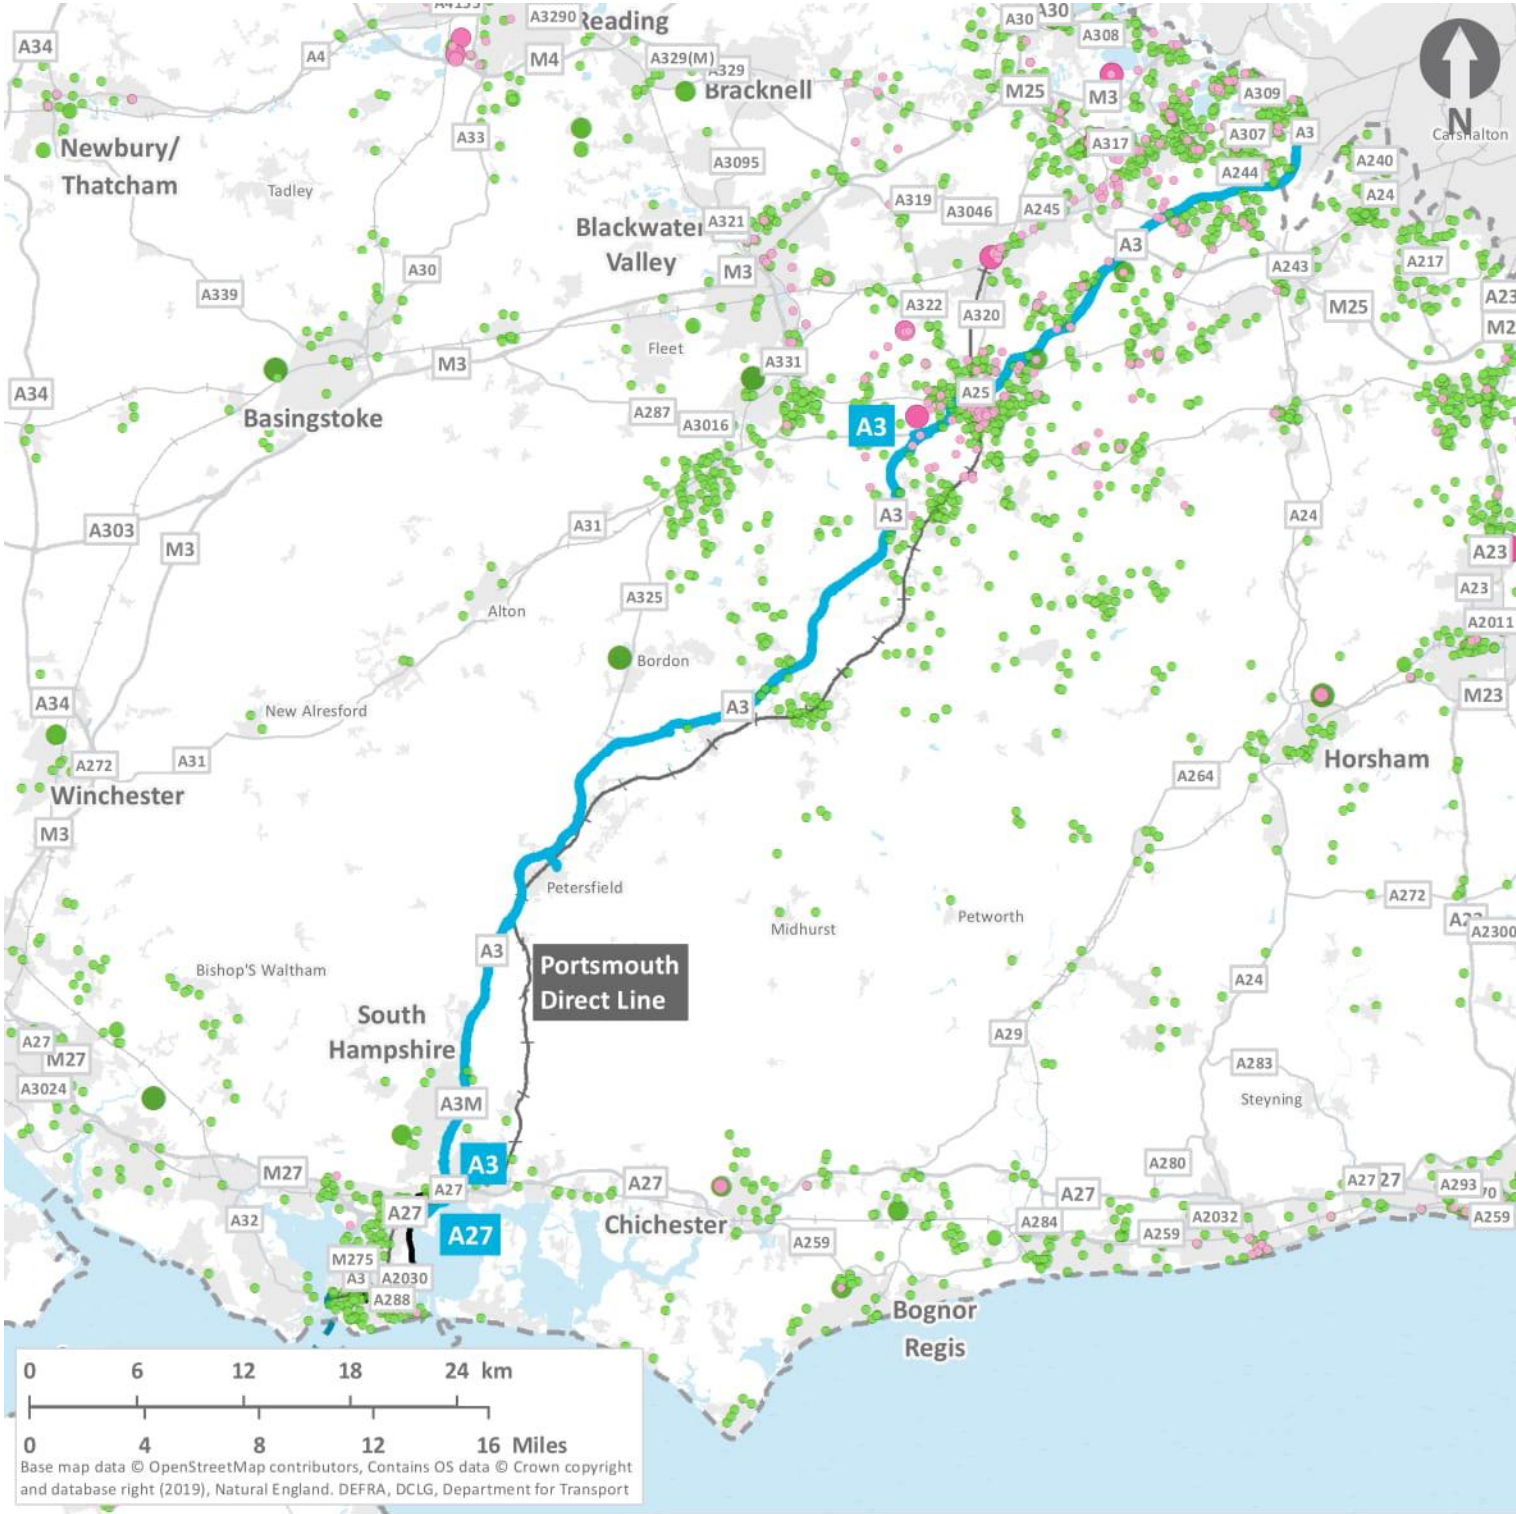 A4155
A3290
Reading
A30
A30
A308
A34
A4
M4
A329(M)
A329
Bracknell
M25
M3
A309
N
Carshalton
A33
A317
A307
A3
Newbury/
Thatcham
Tadley
A3095
A244
A240
A24
A319
A3046
A245
Blackwater
Valley
A321
A3
A217
M3
A243
A30
A339
A322
A320
M25
A23
Fleet
M3
A331
A34
A25
Basingstoke
A287
A3016
A3
A303
M3
A31
A3
A24
A23
A23
A325
Alton
A2011
Bordon
M23
A34
New Alresford
A3
A31
A272
Winchester
Horsham
A264
M3
Petersfield
A272
Midhurst
Petworth
A2300
A3
Bishop'S Waltham
Portsmouth
Direct Line
A24
South
Hampshire
A29
A27
M27
A3024
A283
Steyning
A3M
M27
A3
A27
A27
A280
A27
A27
27
A293
70
A32
A27
A27
Chichester
A284
A259
A2032
A259
A259
M275
A3
A2030
A288
Bognor
Regis
0 6 12 18 24 km
0 4 8 12 16 Miles
Base map data © OpenStreetMap contributors, Contains OS data © Crown copyright
and database right (2019), Natural England. DEFRA, DCLG, Department for Transport